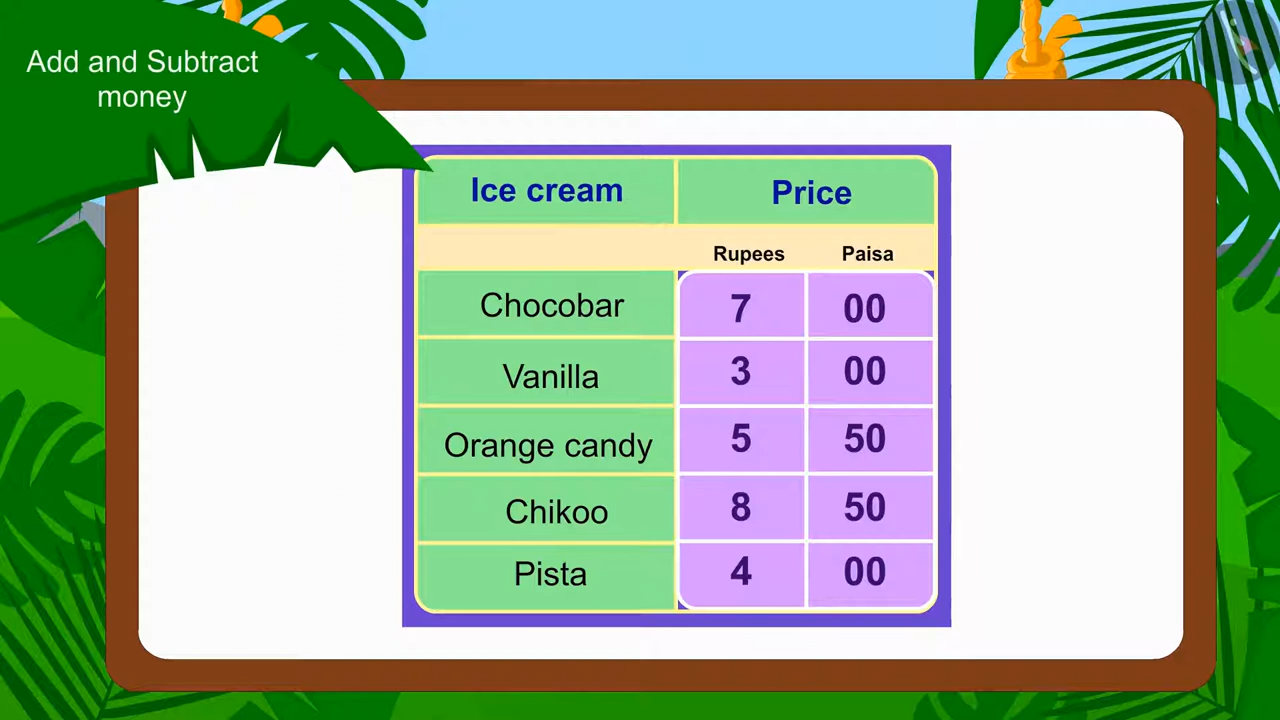 Add and Subtract
money
Ice cream Price
Rupees Paisa
Chocobar 7 00
Vanilla 3 00
Orange candy 5 50
Chikoo 8 50
Pista 4 00